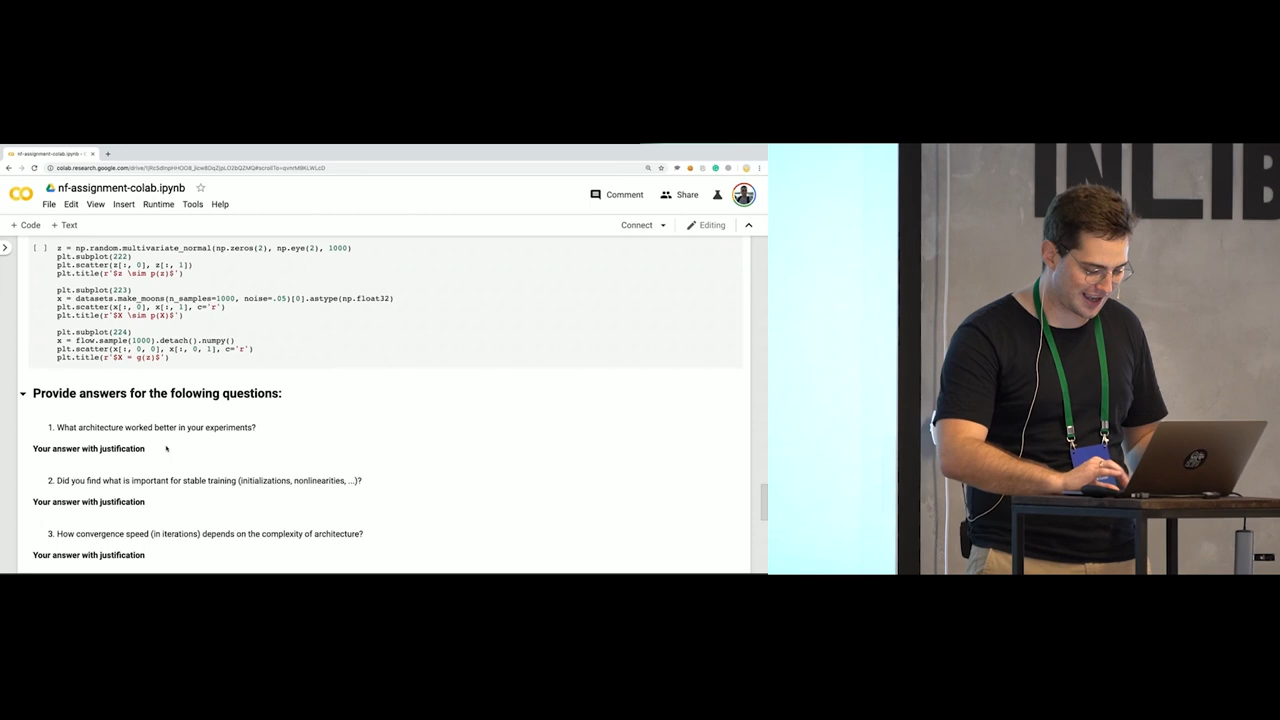 nf-assignment-colab.ipynb -
nf-assignment-colab.ipynb
Comment
Share
File Edit View Insert Runtime Tools Help
+ Code + Text
Connect
Editing
[ ] z = np.random.multivariate_normal(np.zeros(2), np.eye(2), 1000)
plt.subplot(222)
plt.scatter(z[:, 0], z[:, 1])
plt.title(r'$z \sim p(z)$')
plt.subplot(223)
x = datasets.make_moons(n_samples=1000, noise=.05)[0].astype(np.float32)
plt.scatter(x[:, 0], x[:, 1], c='r')
plt.title(r'$X \sim p(X)$')
plt.subplot(224)
x = flow.sample(1000).detach().numpy()
plt.scatter(x[:, 0, 0], x[:, 0, 1], c='r')
plt.title(r'$X = g(z)$')
Provide answers for the folowing questions:
1. What architecture worked better in your experiments?
Your answer with justification
2. Did you find what is important for stable training (initializations, nonlinearities, ...)?
Your answer with justification
3. How convergence speed (in iterations) depends on the complexity of architecture?
Your answer with justification
INLIB